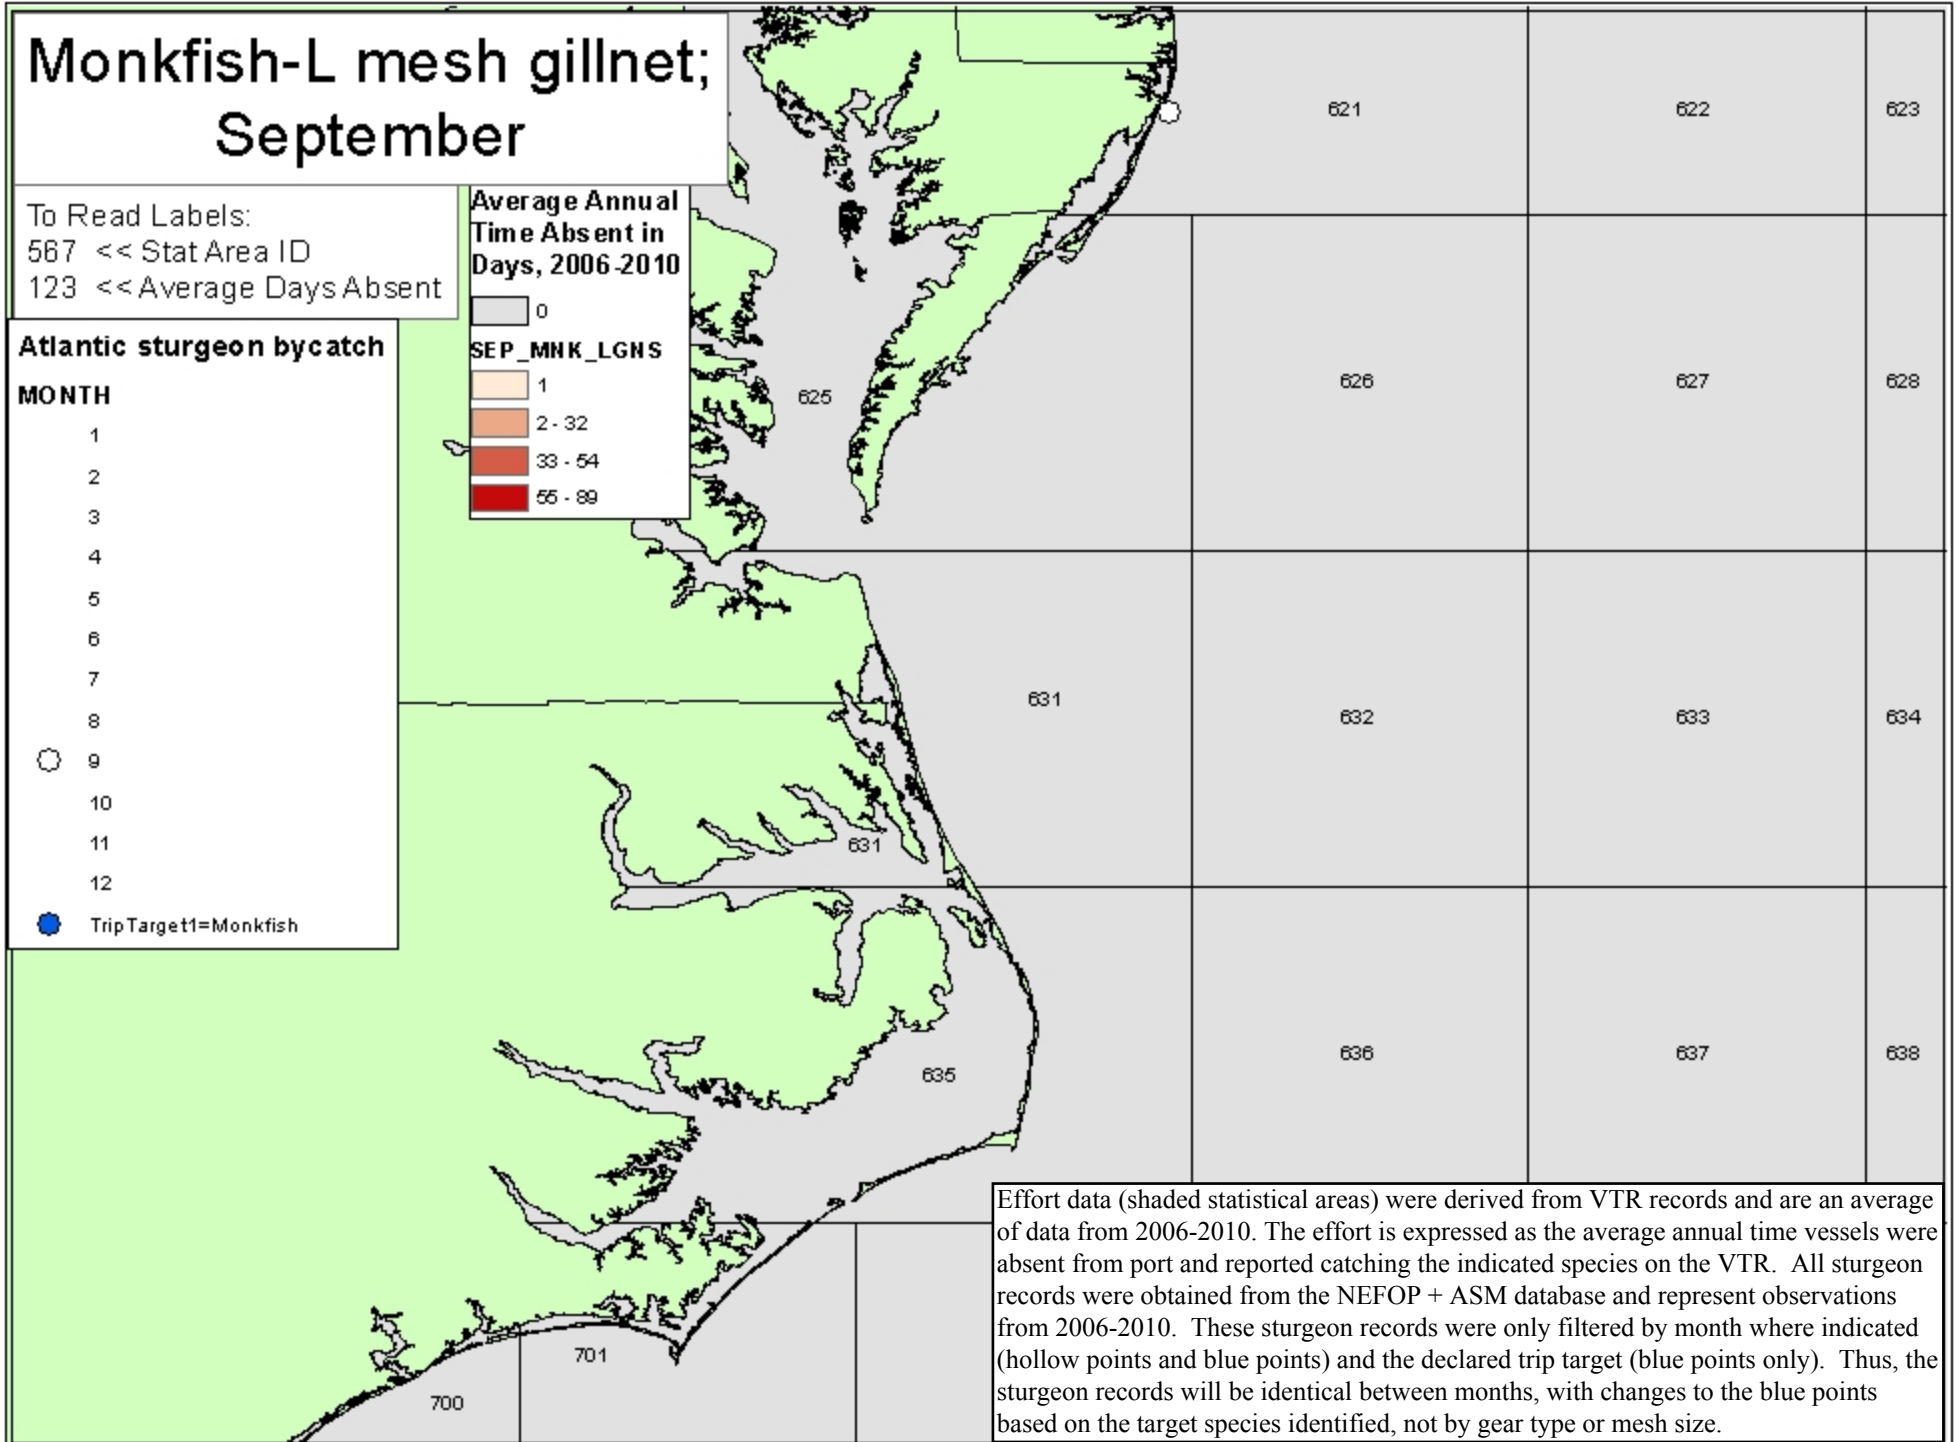 Monkfish-L mesh gillnet;
September
To Read Labels:
567 << Stat Area ID
123 << Average Days Absent
Average Annual
Time Absent in
Days, 2006-2010
0
SEP_MNK_LGNS
1
2 - 32
33 - 54
55 - 89
Atlantic sturgeon bycatch
MONTH
1
2
3
4
5
6
7
8
9
10
11
12
TripTarget1=Monkfish
621
622
623
625
626
627
628
631
632
633
634
631
635
636
637
638
701
700
Effort data (shaded statistical areas) were derived from VTR records and are an average
of data from 2006-2010. The effort is expressed as the average annual time vessels were
absent from port and reported catching the indicated species on the VTR. All sturgeon
records were obtained from the NEFOP + ASM database and represent observations
from 2006-2010. These sturgeon records were only filtered by month where indicated
(hollow points and blue points) and the declared trip target (blue points only). Thus, the
sturgeon records will be identical between months, with changes to the blue points
based on the target species identified, not by gear type or mesh size.